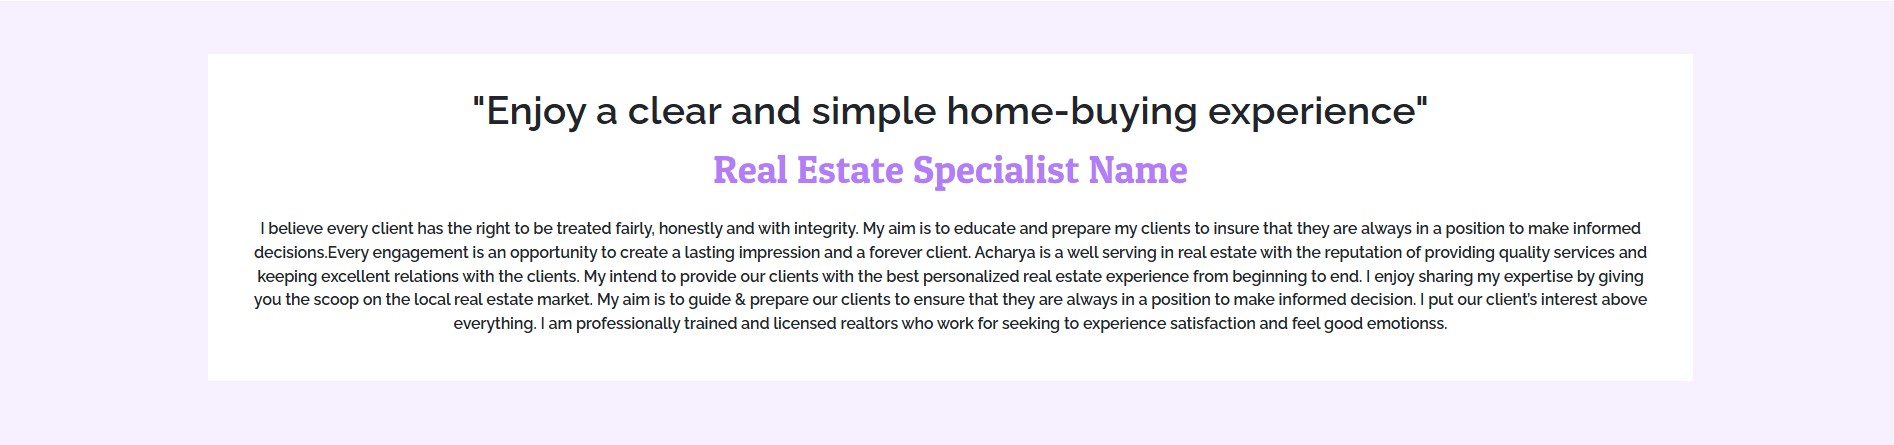 "Enjoy a clear and simple home-buying experience"
Real Estate Specialist Name
I believe every client has the right to be treated fairly, honestly and with integrity. My aim is to educate and prepare my clients to insure that they are always in a position to make informed
decisions.Every engagement is an opportunity to create a lasting impression and a forever client. Acharya is a well serving in real estate with the reputation of providing quality services and
keeping excellent relations with the clients. My intend to provide our clients with the best personalized real estate experience from beginning to end. I enjoy sharing my expertise by giving
you the scoop on the local real estate market. My aim is to guide & prepare our clients to ensure that they are always in a position to make informed decision. I put our client's interest above
everything. I am professionally trained and licensed realtors who work for seeking to experience satisfaction and feel good emotionss.